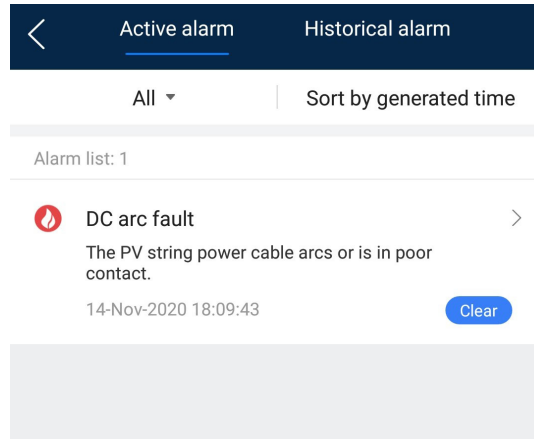 Active alarm
Historical alarm
All
Sort by generated time
Alarm list: 1
DC arc fault
The PV string power cable arcs or is in poor
contact.
14-Nov-2020 18:09:43
Clear